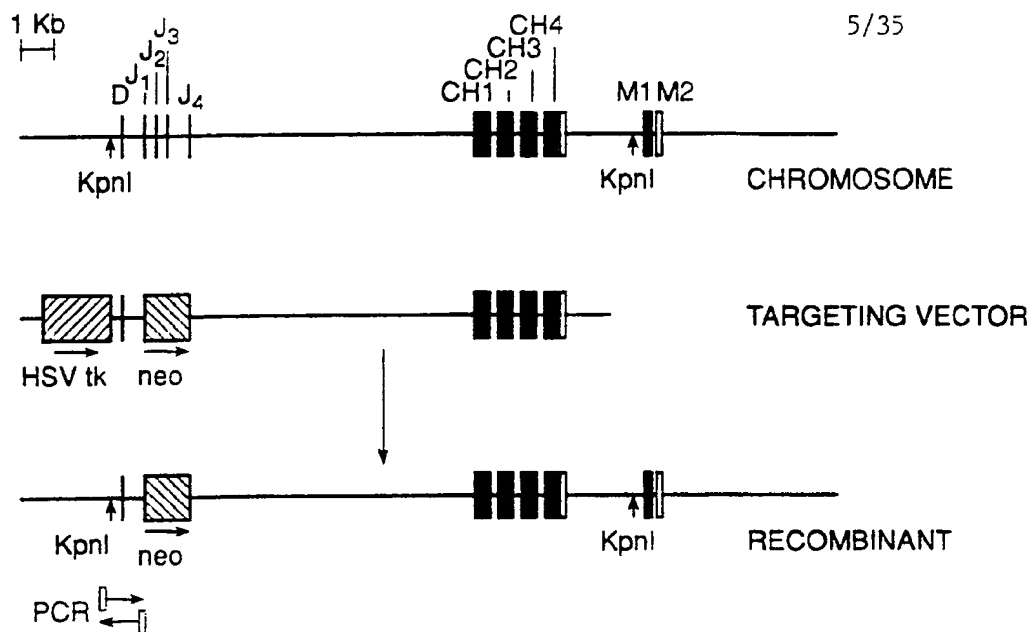 1 Kb
5/35
D J1 J2 J3 J4
CH1 CH2 CH3 CH4
M1 M2
KpnI
KpnI
CHROMOSOME
HSV tk
neo
TARGETING VECTOR
KpnI
neo
KpnI
RECOMBINANT
PCR